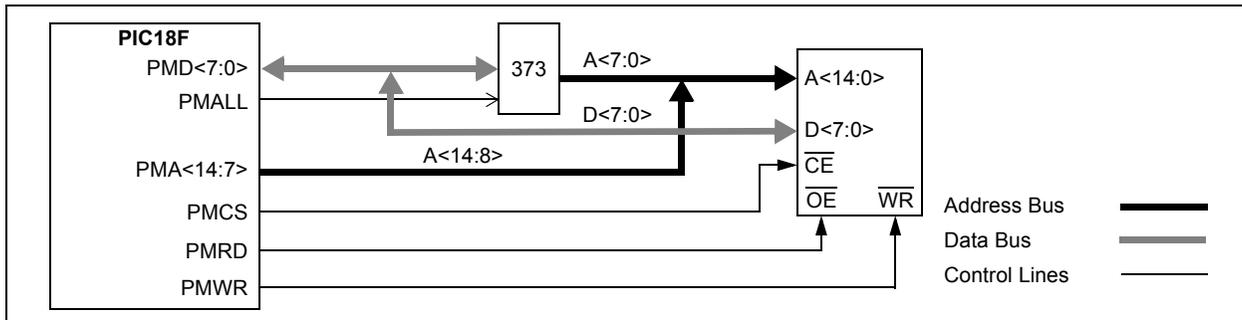 PIC18F
PMD<7:0>
373
A<7:0>
A<14:0>
PMALL
D<7:0>
D<7:0>
A<14:8>
PMA<14:7>
CE
OE
WR
PMCS
PMRD
PMWR
Address Bus
Data Bus
Control Lines